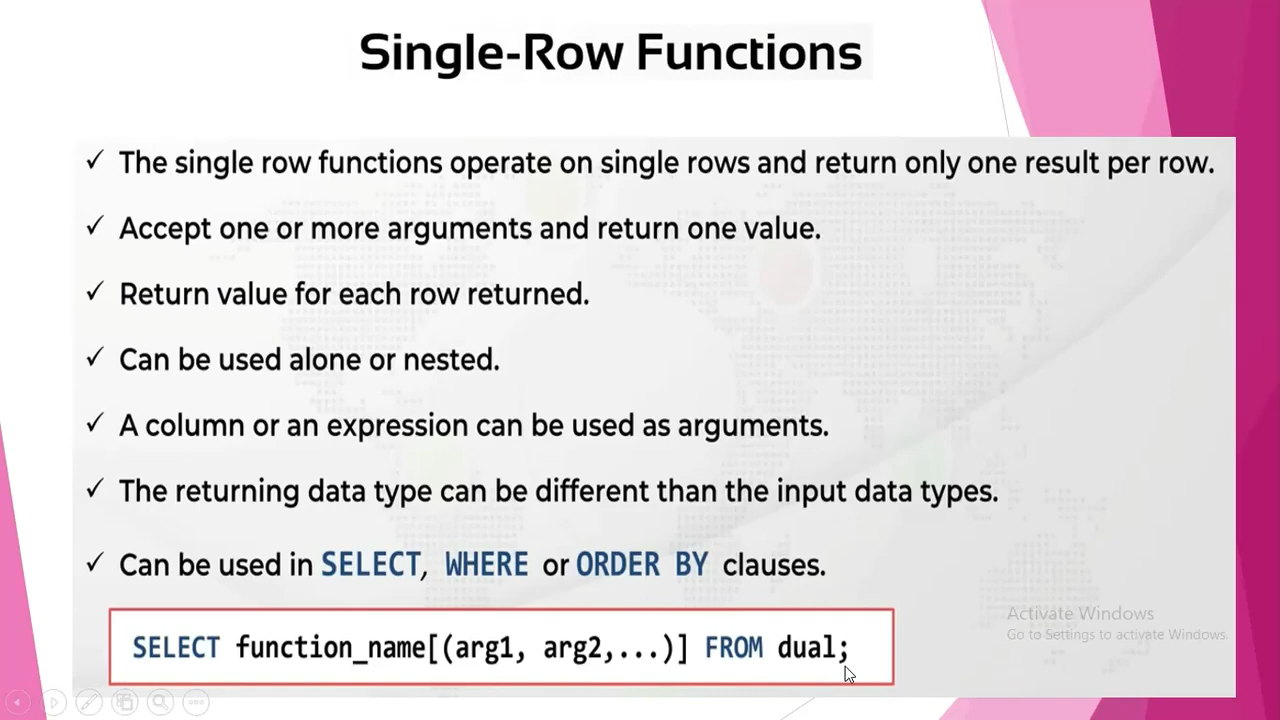 Single-Row Functions
✓ The single row functions operate on single rows and return only one result per row.
✓ Accept one or more arguments and return one value.
✓ Return value for each row returned.
✓ Can be used alone or nested.
✓ A column or an expression can be used as arguments.
✓ The returning data type can be different than the input data types.
✓ Can be used in SELECT, WHERE or ORDER BY clauses.
SELECT function_name[(arg1, arg2,...)] FROM dual;
Activate Windows
Go to Settings to activate Windows.